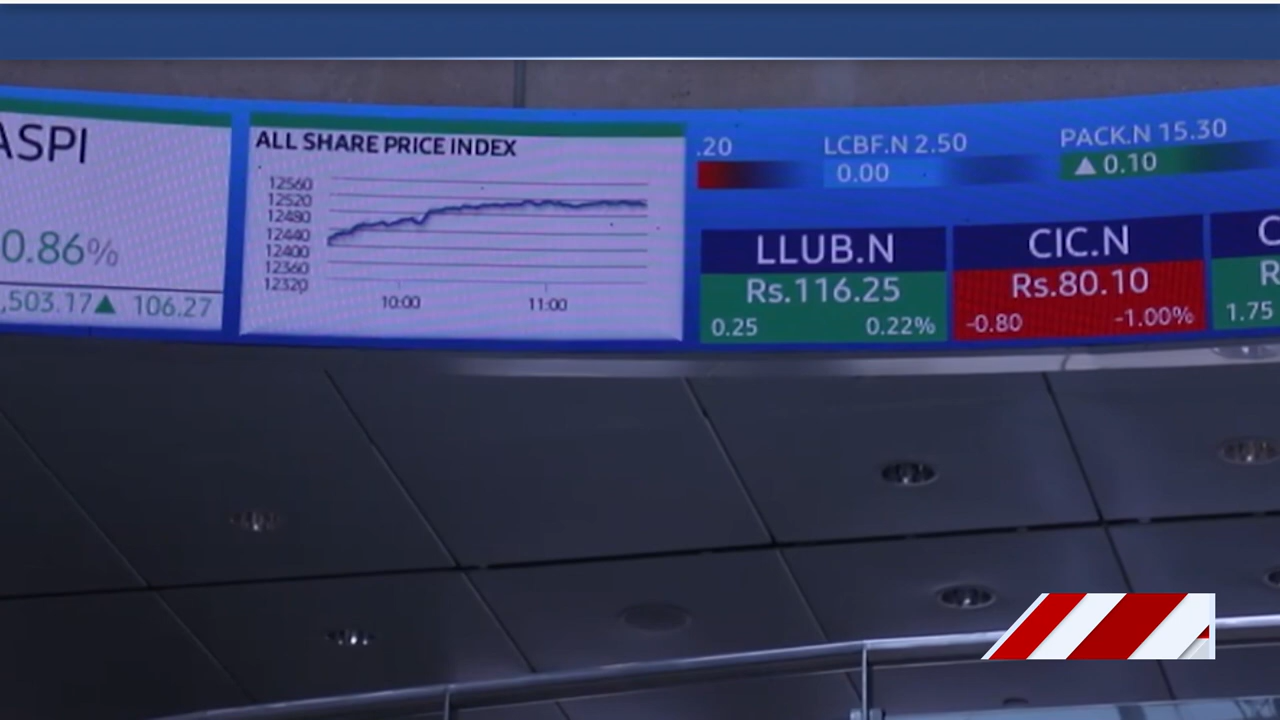 ASPI
0.86%
,503.17▲ 106.27
ALL SHARE PRICE INDEX
12560
12520
12480
12440
12400
12360
12320
10:00 11:00
.20
LCBF.N 2.50
0.00
PACK.N 15.30
▲ 0.10
LLUB.N
Rs.116.25
0.25 0.22%
CIC.N
Rs.80.10
-0.80 -1.00%
C
R
1.75